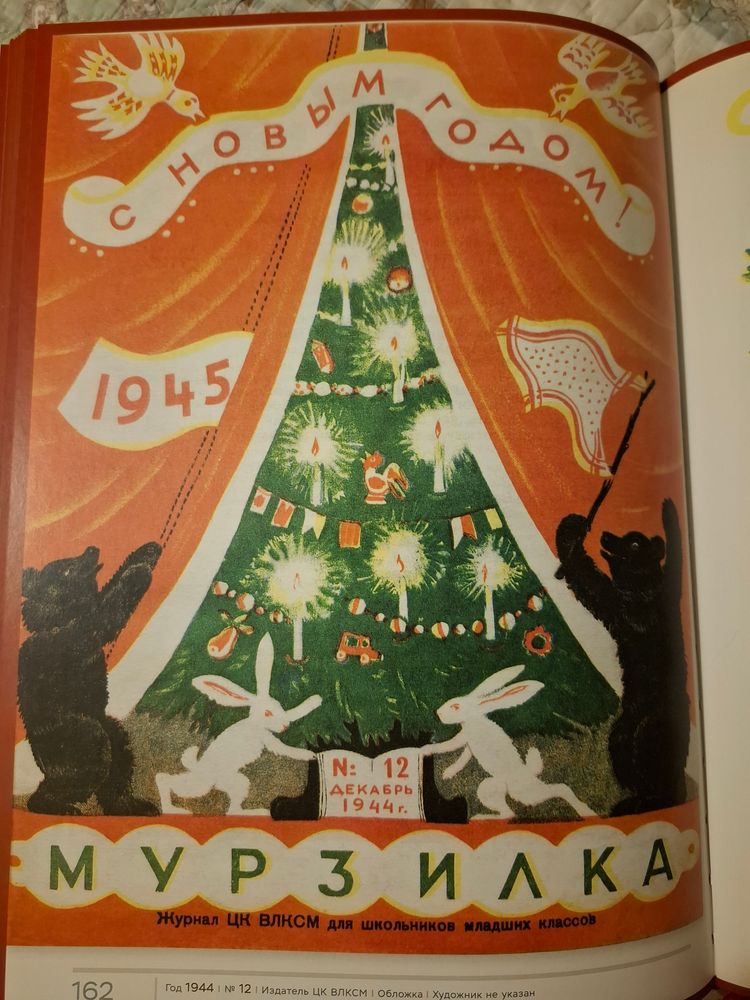 С НОВЫМ ГОДОМ!
1945
№: 12
ДЕКАБРЬ
1944 г.
МУРЗИЛКА
Журнал ЦК ВЛКСМ для школьников младших классов
162 Год 1944 | № 12 | Издатель ЦК ВЛКСМ | Обложка | Художник не указан